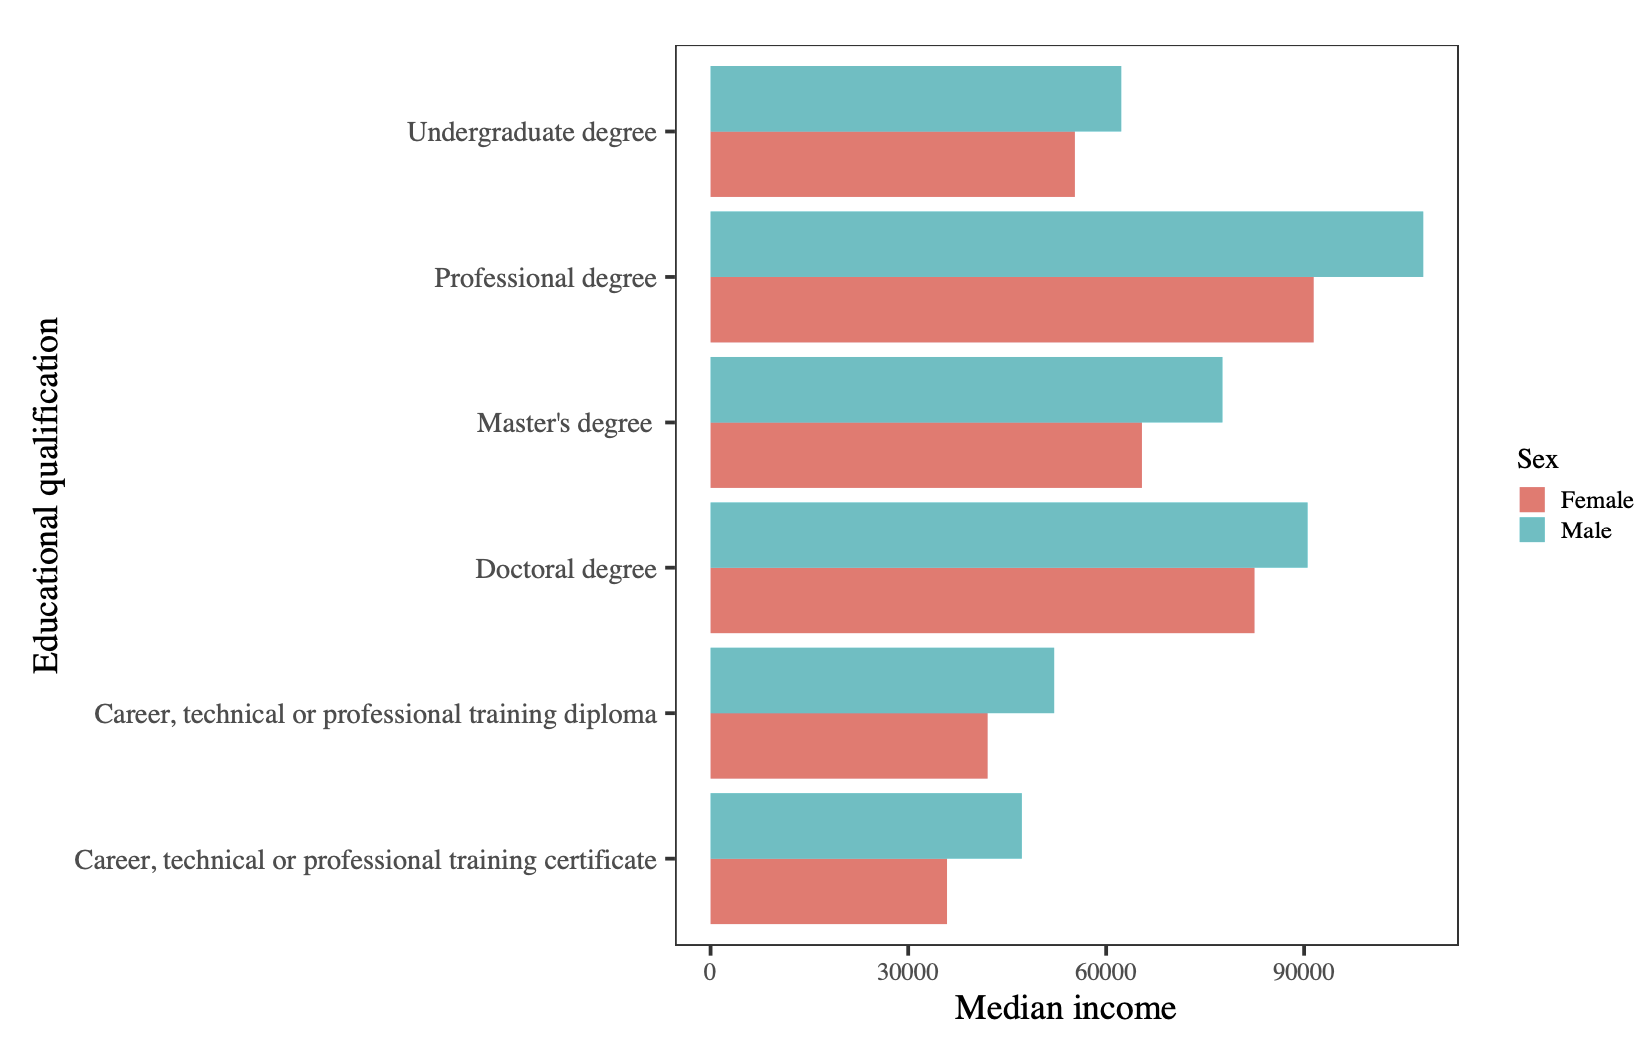 Educational qualification
Undergraduate degree
Professional degree
Master's degree
Doctoral degree
Career, technical or professional training diploma
Career, technical or professional training certificate
0 30000 60000 90000
Median income
Sex
Female
Male